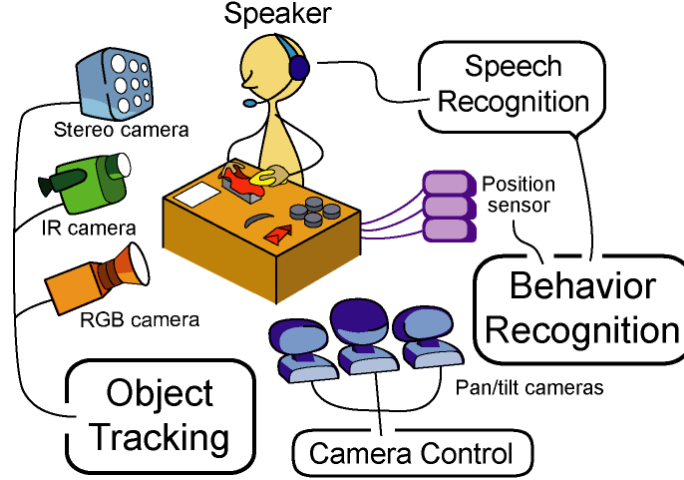 Speaker
Speech
Recognition
Stereo camera
Position
sensor
IR camera
Behavior
Recognition
RGB camera
Pan/tilt cameras
Object
Tracking
Camera Control